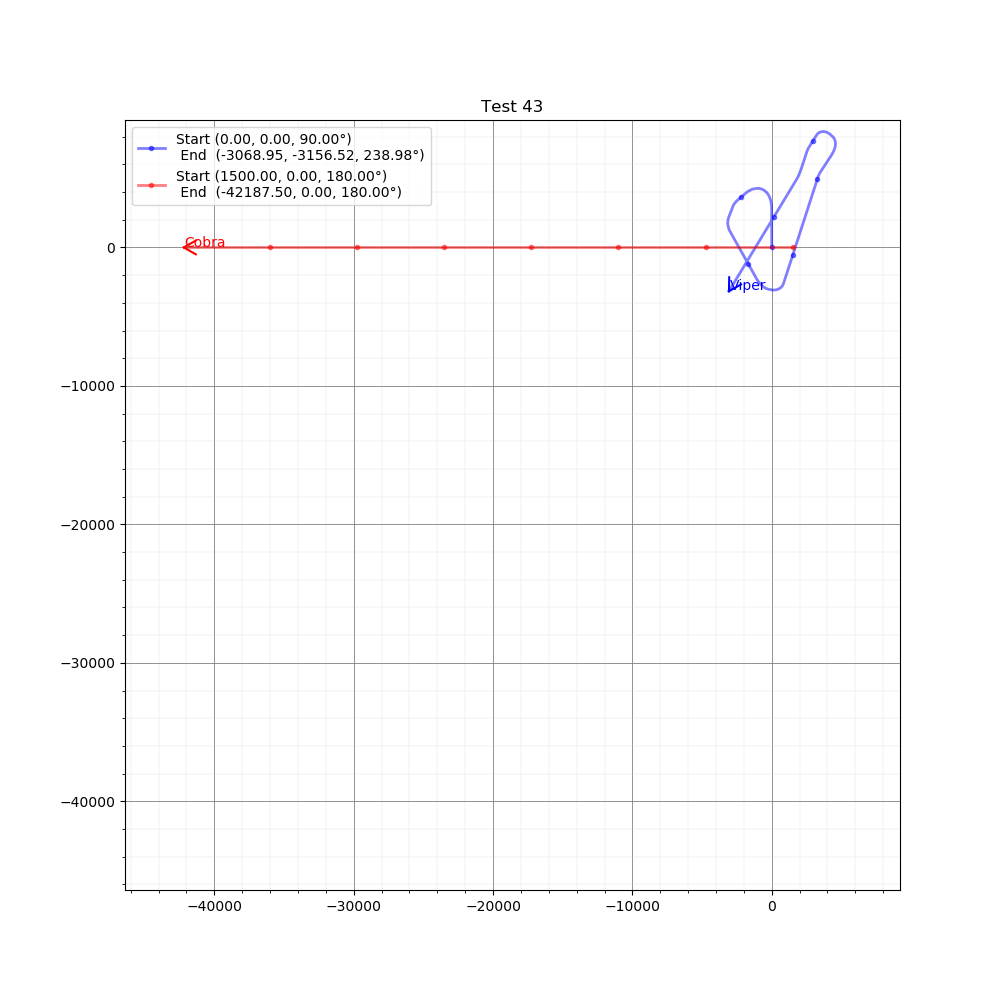 Test 43
Start (0.00, 0.00, 90.00°)
End (-3068.95, -3156.52, 238.98°)
Start (1500.00, 0.00, 180.00°)
End (-42187.50, 0.00, 180.00°)
Cobra
Viper
0
−10000
−20000
−30000
−40000
−40000 −30000 −20000 −10000 0